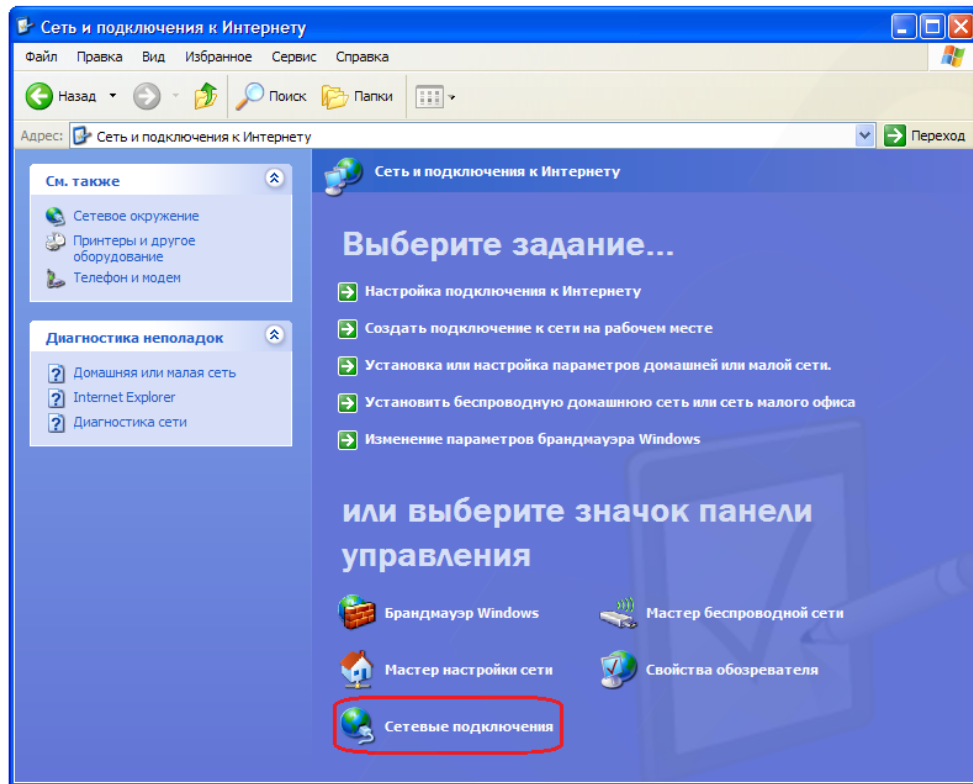 Сеть и подключения к Интернету
Файл Правка Вид Избранное Сервис Справка
Назад Поиск Папки
Адрес: Сеть и подключения к Интернету Переход
См. также
Сетевое окружение
Принтеры и другое
оборудование
Телефон и модем
Диагностика неполадок
Домашняя или малая сеть
Internet Explorer
Диагностика сети
Сеть и подключения к Интернету
Выберите задание...
Настройка подключения к Интернету
Создать подключение к сети на рабочем месте
Установка или настройка параметров домашней или малой сети.
Установить беспроводную домашнюю сеть или сеть малого офиса
Изменение параметров брандмауэра Windows
или выберите значок панели
управления
Брандмауэр Windows
Мастер беспроводной сети
Мастер настройки сети
Свойства обозревателя
Сетевые подключения